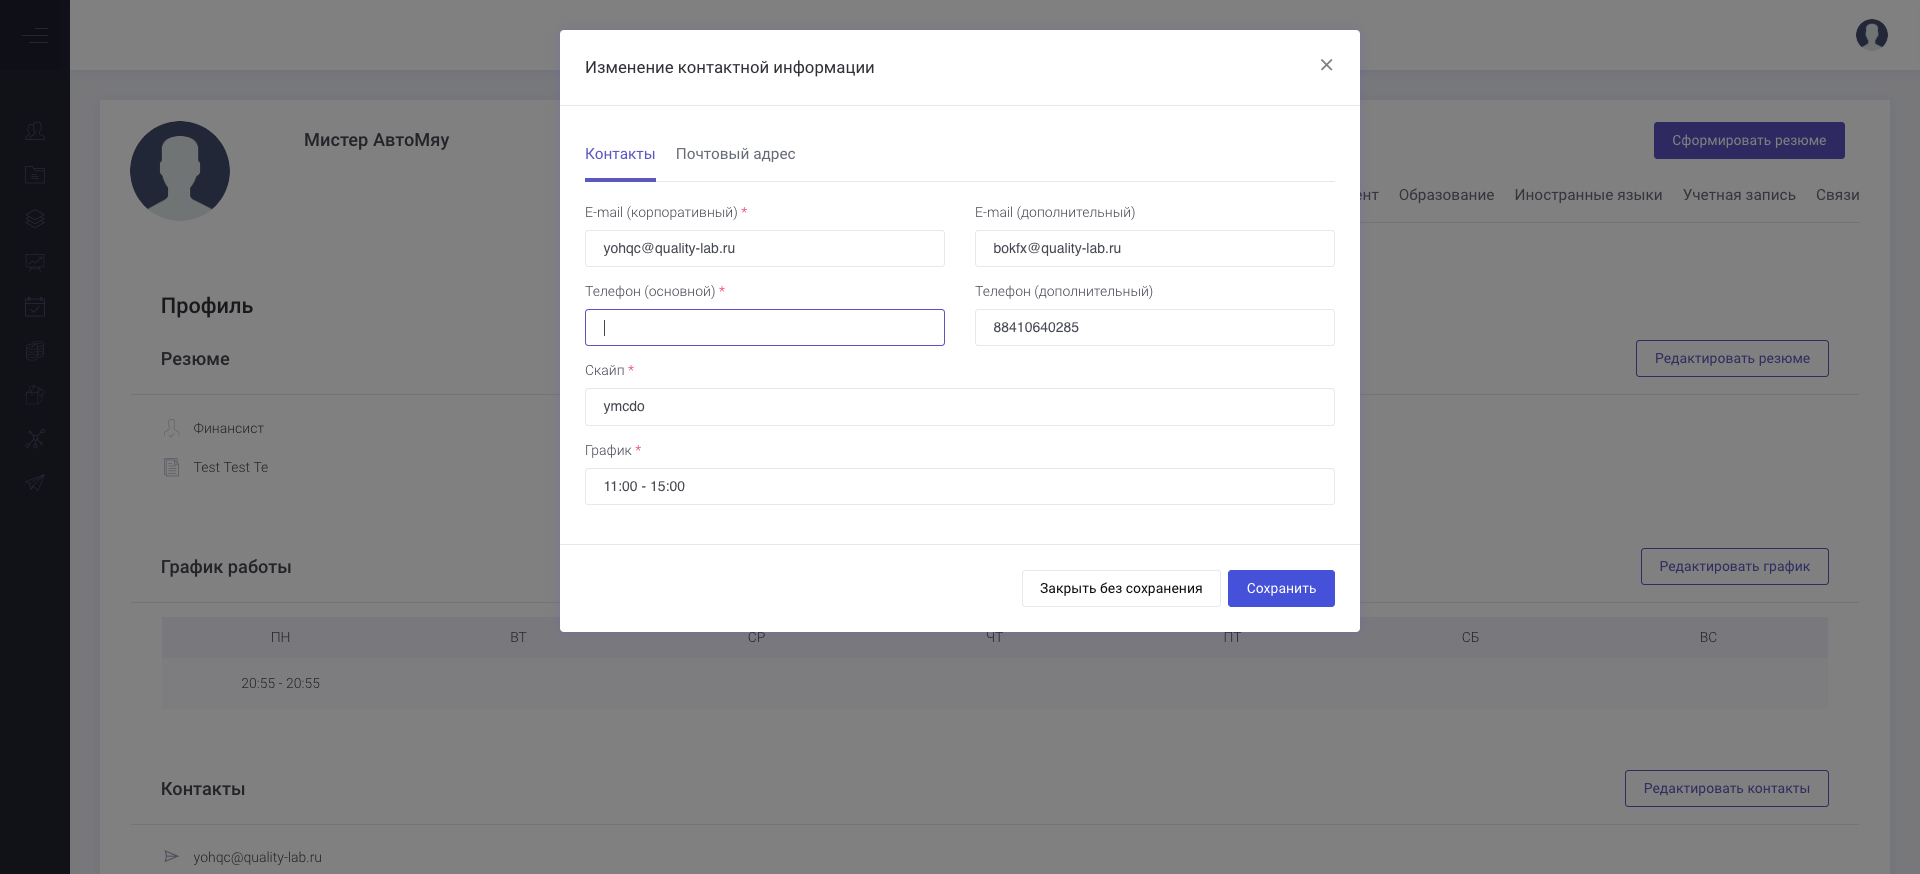 Изменение контактной информации
Мистер АвтоМяу
Сформировать резюме
Контакты Почтовый адрес
Образование Иностранные языки Учетная запись Связи
E-mail (корпоративный) * E-mail (дополнительный)
yohqc@quality-lab.ru bokfx@quality-lab.ru
Телефон (основной) * Телефон (дополнительный)
88410640285
Профиль
Резюме
Редактировать резюме
Скайп *
ymcdo
Финансист
График *
Test Test Te
11:00 - 15:00
График работы
Редактировать график
Закрыть без сохранения Сохранить
ПН ВТ СР ЧТ ПТ СБ ВС
20:55 - 20:55
Контакты
Редактировать контакты
yohqc@quality-lab.ru